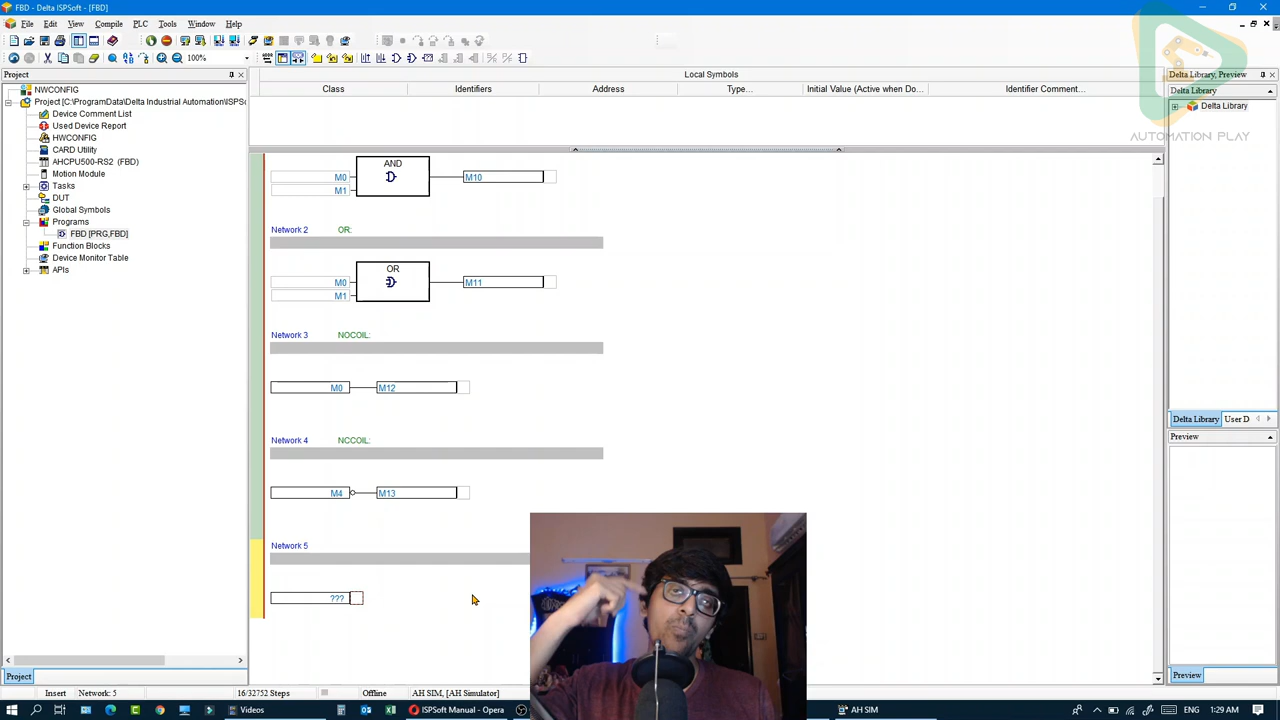 FBD - Delta ISPSoft - [FBD]
File Edit View Compile PLC Tools Window Help
100%
Project
NWCONFIG
Project [C:\ProgramData\Delta Industrial Automation\ISPSo
Device Comment List
Used Device Report
HWCONFIG
CARD Utility
AHCPU500-RS2 (FBD)
Motion Module
Tasks
DUT
Global Symbols
Programs
FBD [PRG,FBD]
Function Blocks
Device Monitor Table
APIs
Project
Local Symbols
Class Identifiers Address Type... Initial Value (Active when Do... Identifier Comment...
AND
M0 M10
M1
Network 2 OR:
OR
M0 M11
M1
Network 3 NOCOIL:
M0 M12
Network 4 NCCOIL:
M4 M13
Network 5
???
Delta Library, Preview
Delta Library
Delta Library
AUTOMATION PLAY
Delta Library User D
Preview
Preview
Insert Network: 5 16/32752 Steps Offline AH SIM, [AH Simulator]
Videos ISPSoft Manual - Opera AH SIM ENG 1:29 AM